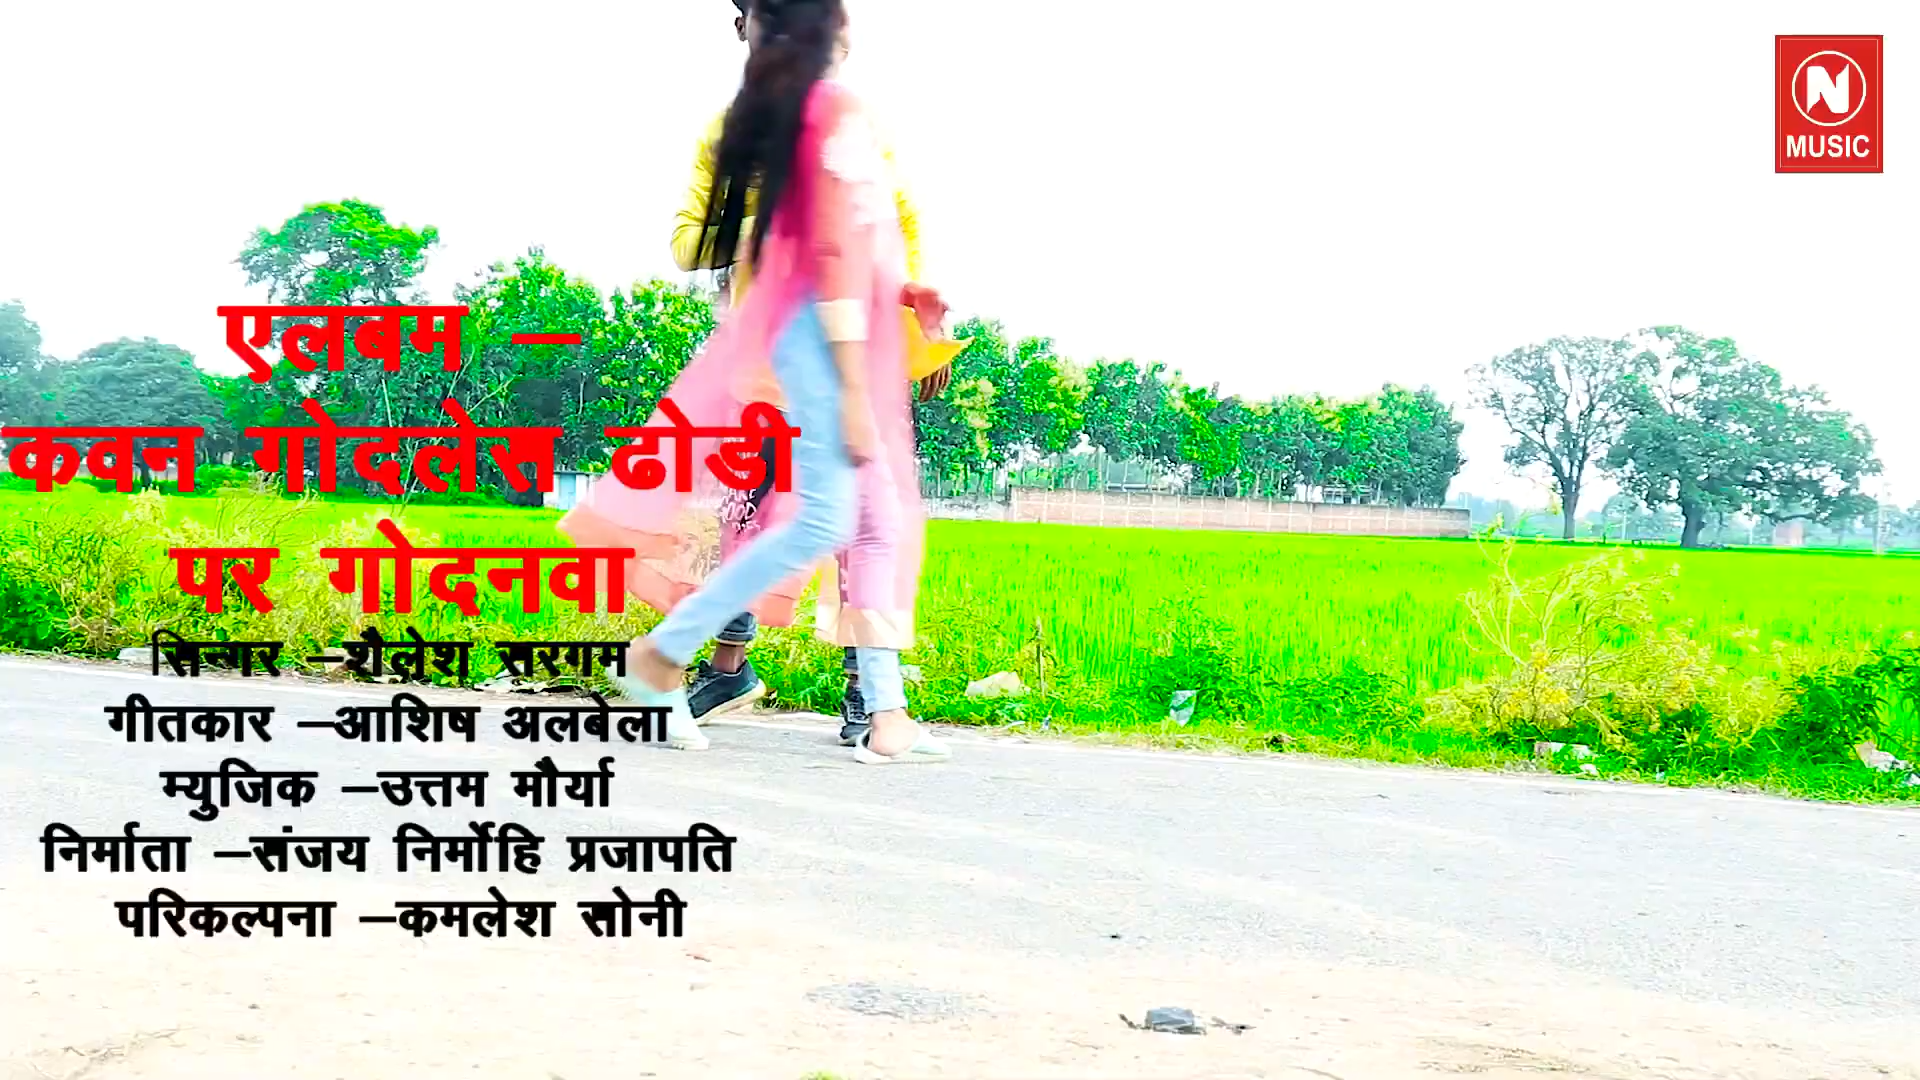 एलबम –
कवन गोदलेस ढोडी
पर गोदनवा
सिन्गर –शैलेश सरगम
गीतकार –आशिष अलबेला
म्युजिक –उत्तम मौर्या
निर्माता –संजय निर्मोहि प्रजापति
परिकल्पना –कमलेश सोनी
N
MUSIC